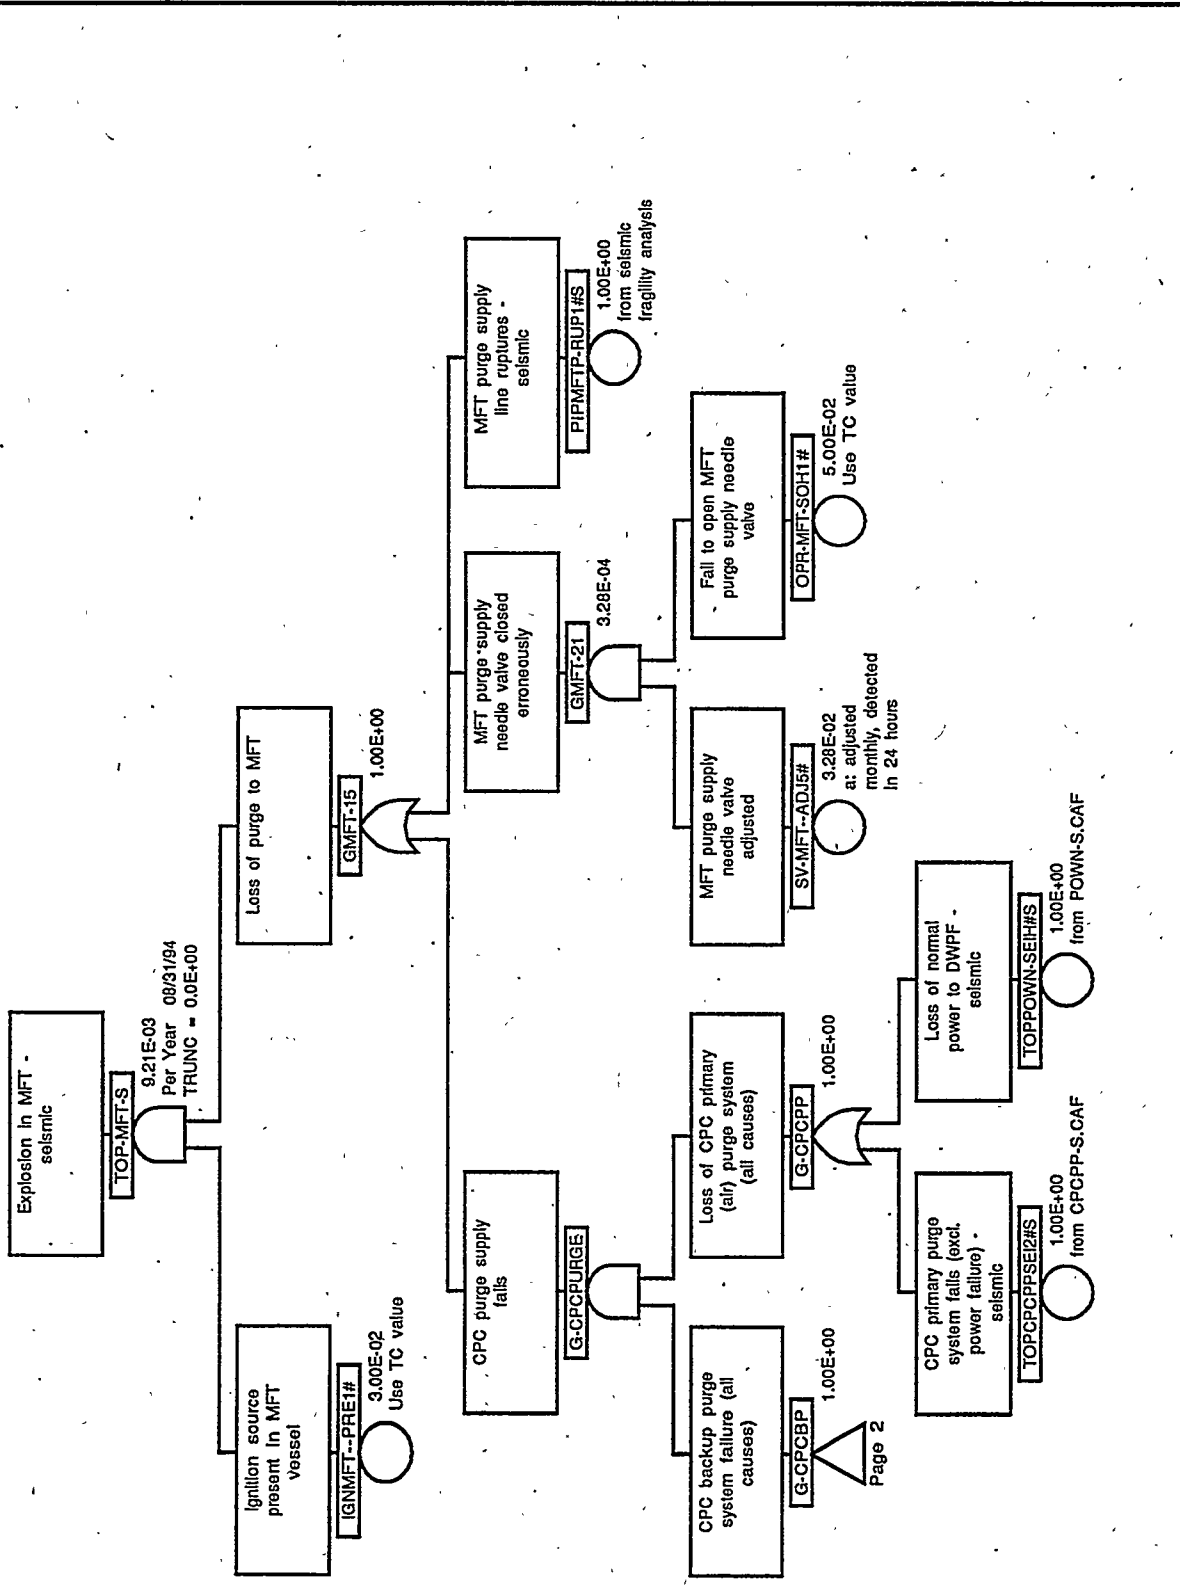 Explosion in MFT -
seismic
TOP-MFT-S
9.21E-03
Per Year 08/31/94
TRUNC = 0.0E+00
Ignition source
present in MFT
vessel
IGNMFT--PRE1#
3.00E-02
Use TC value
Loss of purge to MFT
GMFT-15
1.00E+00
CPC purge supply
fails
G-CPCPURGE
MFT purge supply
needle valve closed
erroneously
GMFT-21
3.28E-04
MFT purge supply
line ruptures -
seismic
PIPMFTP-RUP1#S
1.00E+00
from seismic
fragility analysis
CPC backup purge
system failure (all
causes)
G-CPCBP
1.00E+00
Page 2
Loss of CPC primary
(air) purge system
(all causes)
G-CPCPP
1.00E+00
MFT purge supply
needle valve
adjusted
SV-MFT--ADJ5#
3.28E-02
a: adjusted
monthly, detected
in 24 hours
Fail to open MFT
purge supply needle
valve
OPR-MFT-SOH1#
5.00E-02
Use TC value
CPC primary purge
system fails (excl.
power failure) -
seismic
TOPCPCPPSEI2#S
1.00E+00
from CPCPP-S.CAF
Loss of normal
power to DWPF -
seismic
TOPPOWN-SEIH#S
1.00E+00
from POWN-S.CAF